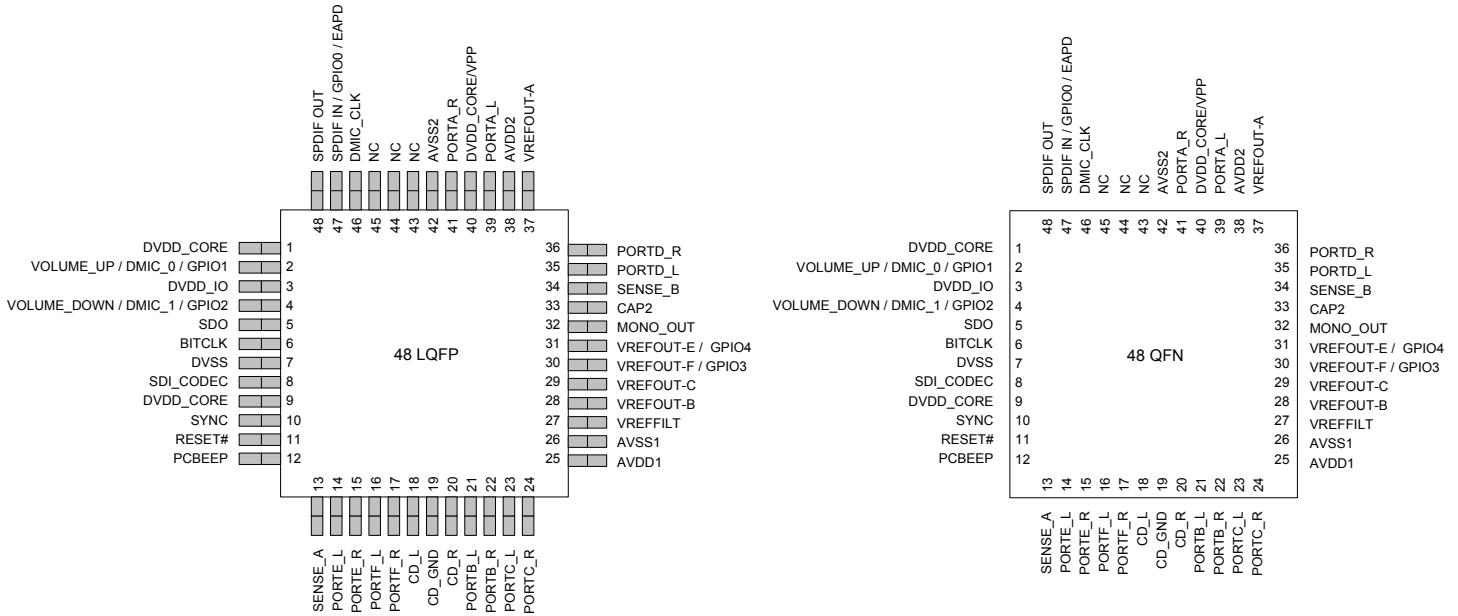 SPDIF OUT
SPDIF IN / GPIO0 / EAPD
DMIC_CLK
NC
NC
NC
AVSS2
PORTA_R
DVDD_CORE/VPP
PORTA_L
AVDD2
VREFOUT-A
48
47
46
45
44
43
42
41
40
39
38
37
DVDD_CORE 1
VOLUME_UP / DMIC_0 / GPIO1 2
DVDD_IO 3
VOLUME_DOWN / DMIC_1 / GPIO2 4
SDO 5
BITCLK 6
DVSS 7
SDI_CODEC 8
DVDD_CORE 9
SYNC 10
RESET# 11
PCBEEP 12
48 LQFP
36 PORTD_R
35 PORTD_L
34 SENSE_B
33 CAP2
32 MONO_OUT
31 VREFOUT-E / GPIO4
30 VREFOUT-F / GPIO3
29 VREFOUT-C
28 VREFOUT-B
27 VREFFILT
26 AVSS1
25 AVDD1
13
14
15
16
17
18
19
20
21
22
23
24
SENSE_A
PORTE_L
PORTE_R
PORTF_L
PORTF_R
CD_L
CD_GND
CD_R
PORTB_L
PORTB_R
PORTC_L
PORTC_R
SPDIF OUT
SPDIF IN / GPIO0 / EAPD
DMIC_CLK
NC
NC
NC
AVSS2
PORTA_R
DVDD_CORE/VPP
PORTA_L
AVDD2
VREFOUT-A
48
47
46
45
44
43
42
41
40
39
38
37
DVDD_CORE 1
VOLUME_UP / DMIC_0 / GPIO1 2
DVDD_IO 3
VOLUME_DOWN / DMIC_1 / GPIO2 4
SDO 5
BITCLK 6
DVSS 7
SDI_CODEC 8
DVDD_CORE 9
SYNC 10
RESET# 11
PCBEEP 12
48 QFN
36 PORTD_R
35 PORTD_L
34 SENSE_B
33 CAP2
32 MONO_OUT
31 VREFOUT-E / GPIO4
30 VREFOUT-F / GPIO3
29 VREFOUT-C
28 VREFOUT-B
27 VREFFILT
26 AVSS1
25 AVDD1
13
14
15
16
17
18
19
20
21
22
23
24
SENSE_A
PORTE_L
PORTE_R
PORTF_L
PORTF_R
CD_L
CD_GND
CD_R
PORTB_L
PORTB_R
PORTC_L
PORTC_R